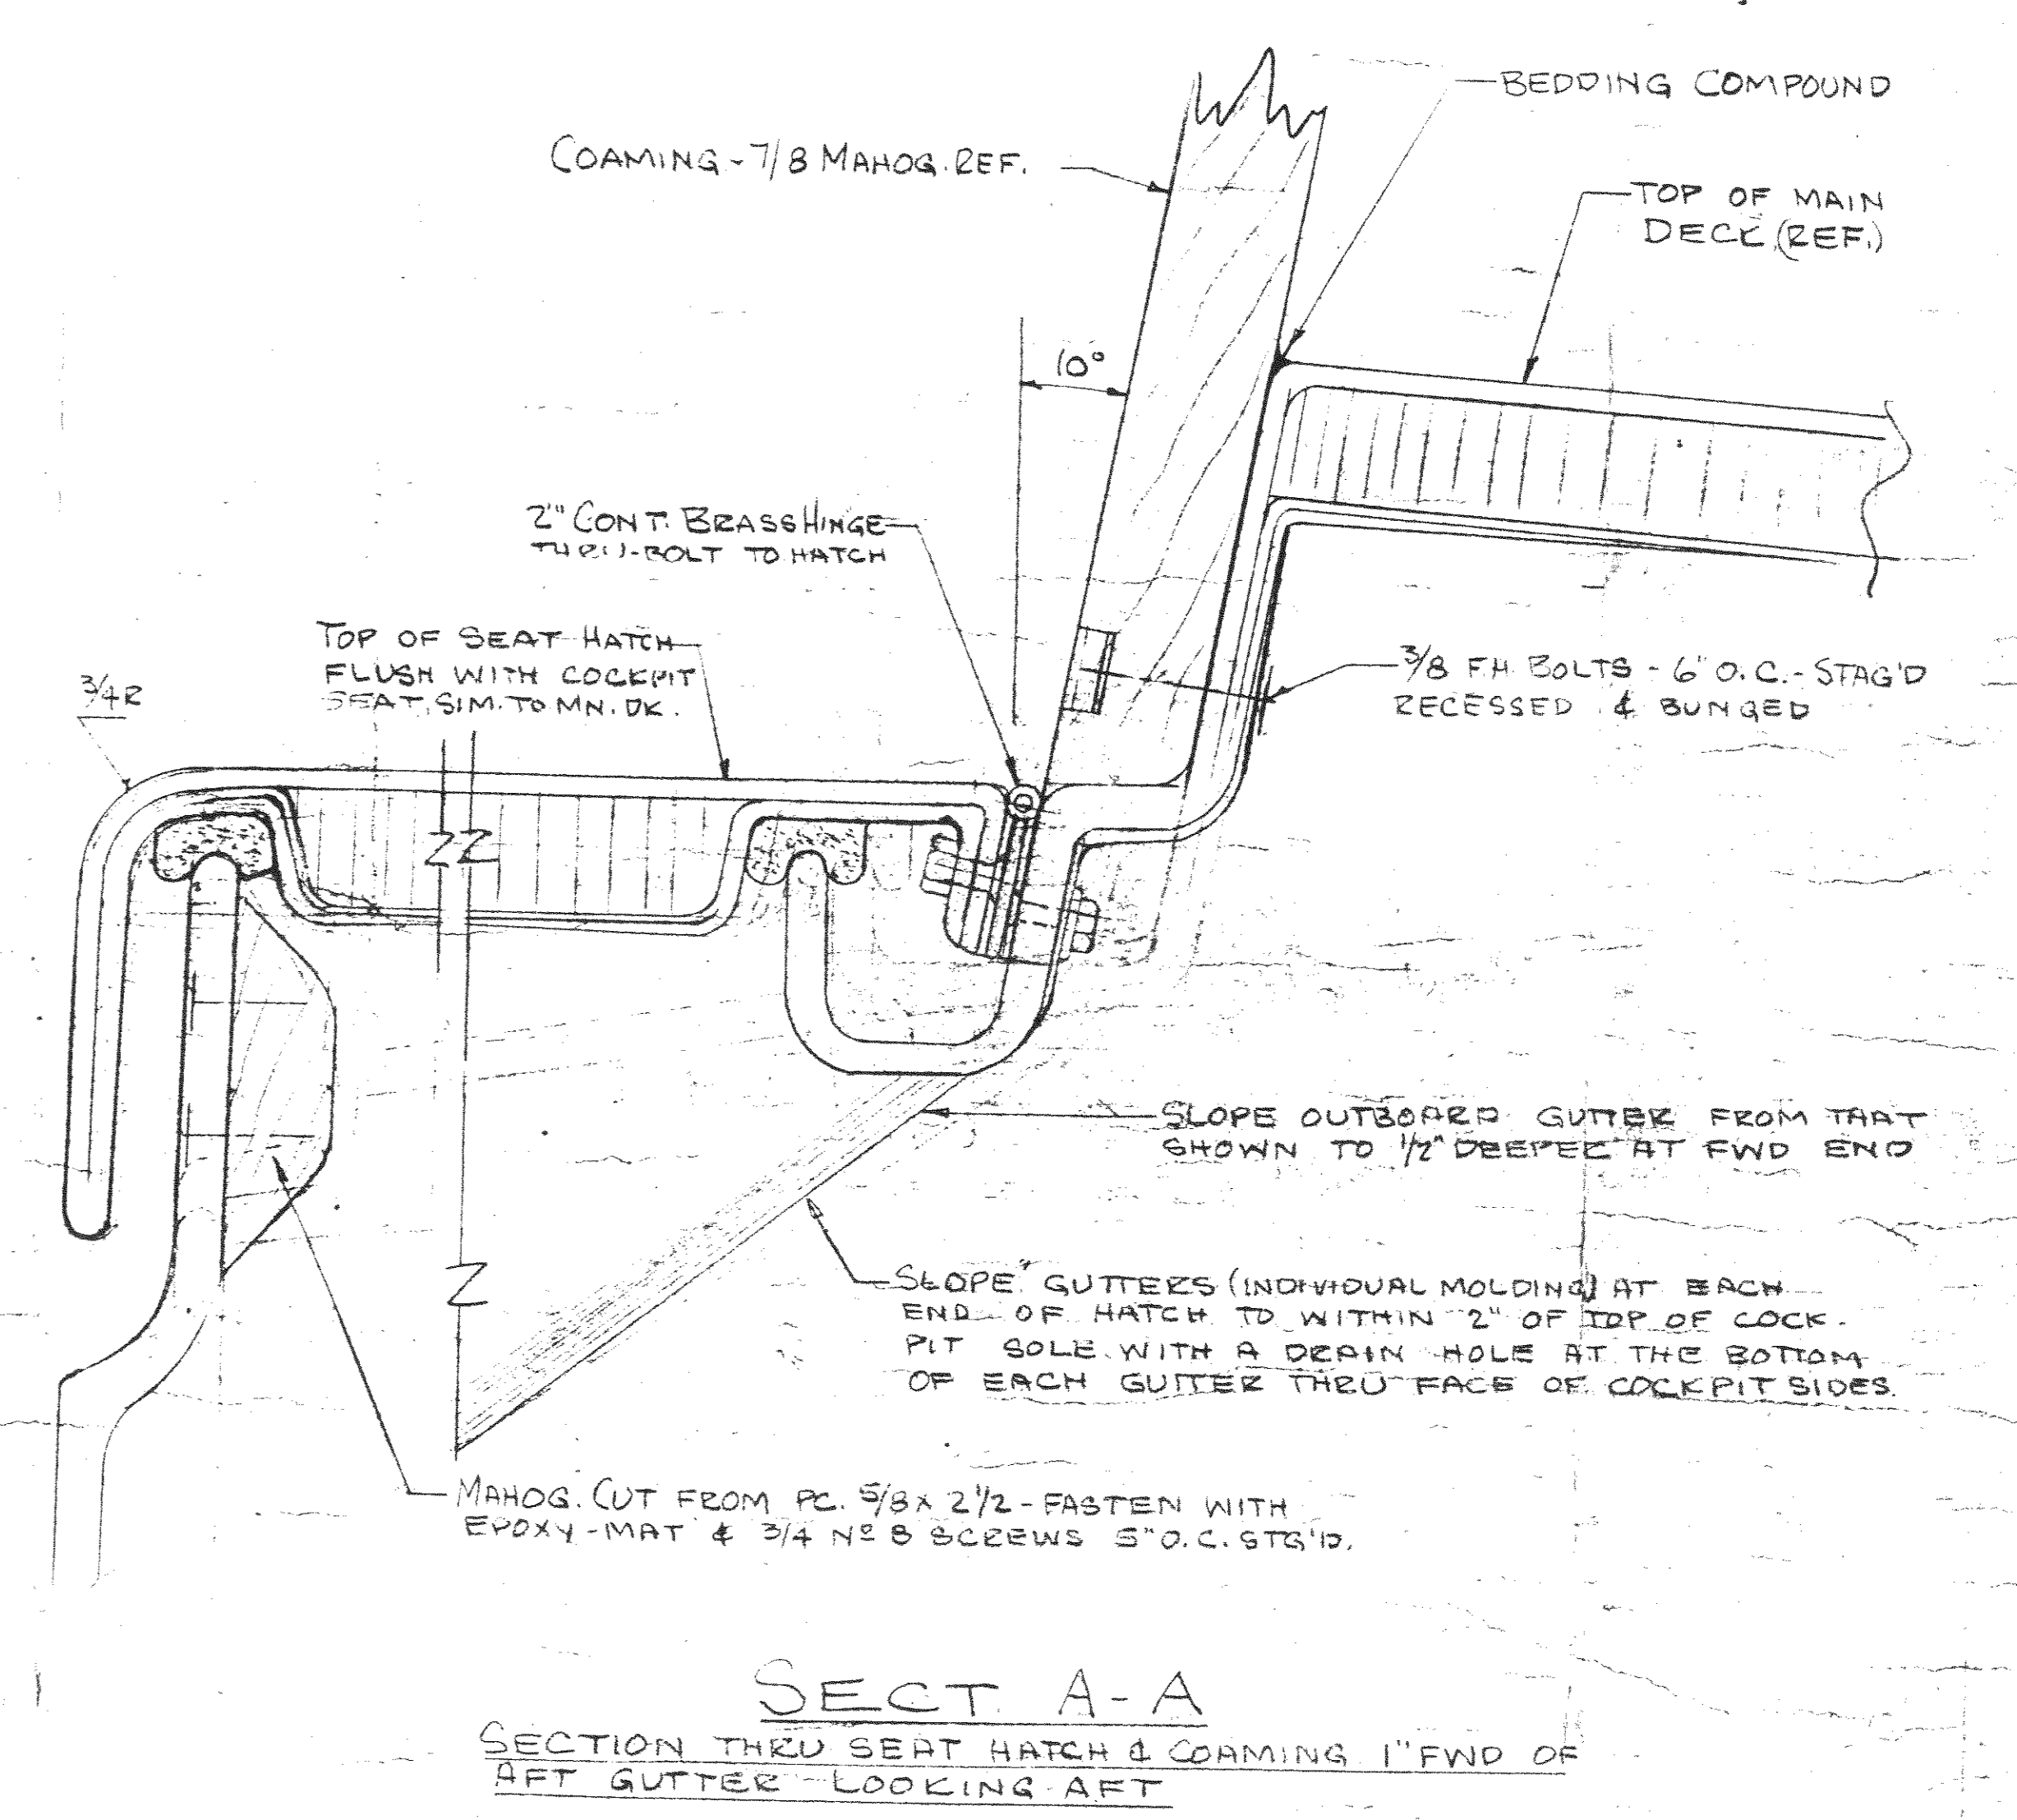 BEDDING COMPOUND
COAMING - 7/8 MAHOG. REF.
TOP OF MAIN
DECK (REF.)
10°
2" CONT. BRASS HINGE
THRU-BOLT TO HATCH
TOP OF SEAT HATCH
FLUSH WITH COCKPIT
SEAT, SIM. TO MN. DK.
3/4 R
3/8 F.H. BOLTS - 6" O.C. - STAG'D
RECESSED & BUNGED
SLOPE OUTBOARD GUTTER FROM THAT
SHOWN TO 1/2" DEEPER AT FWD END
SLOPE GUTTERS (INDIVIDUAL MOLDING) AT EACH
END OF HATCH TO WITHIN 2" OF TOP OF COCK-
PIT SOLE WITH A DRAIN HOLE AT THE BOTTOM
OF EACH GUTTER THRU FACE OF COCKPIT SIDES.
MAHOG. CUT FROM PC. 5/8 x 2 1/2 - FASTEN WITH
EPOXY-MAT & 3/4 Nº 8 SCREWS 5" O.C. STG'D.
SECT. A-A
SECTION THRU SEAT HATCH & COAMING 1" FWD OF
AFT GUTTER - LOOKING AFT